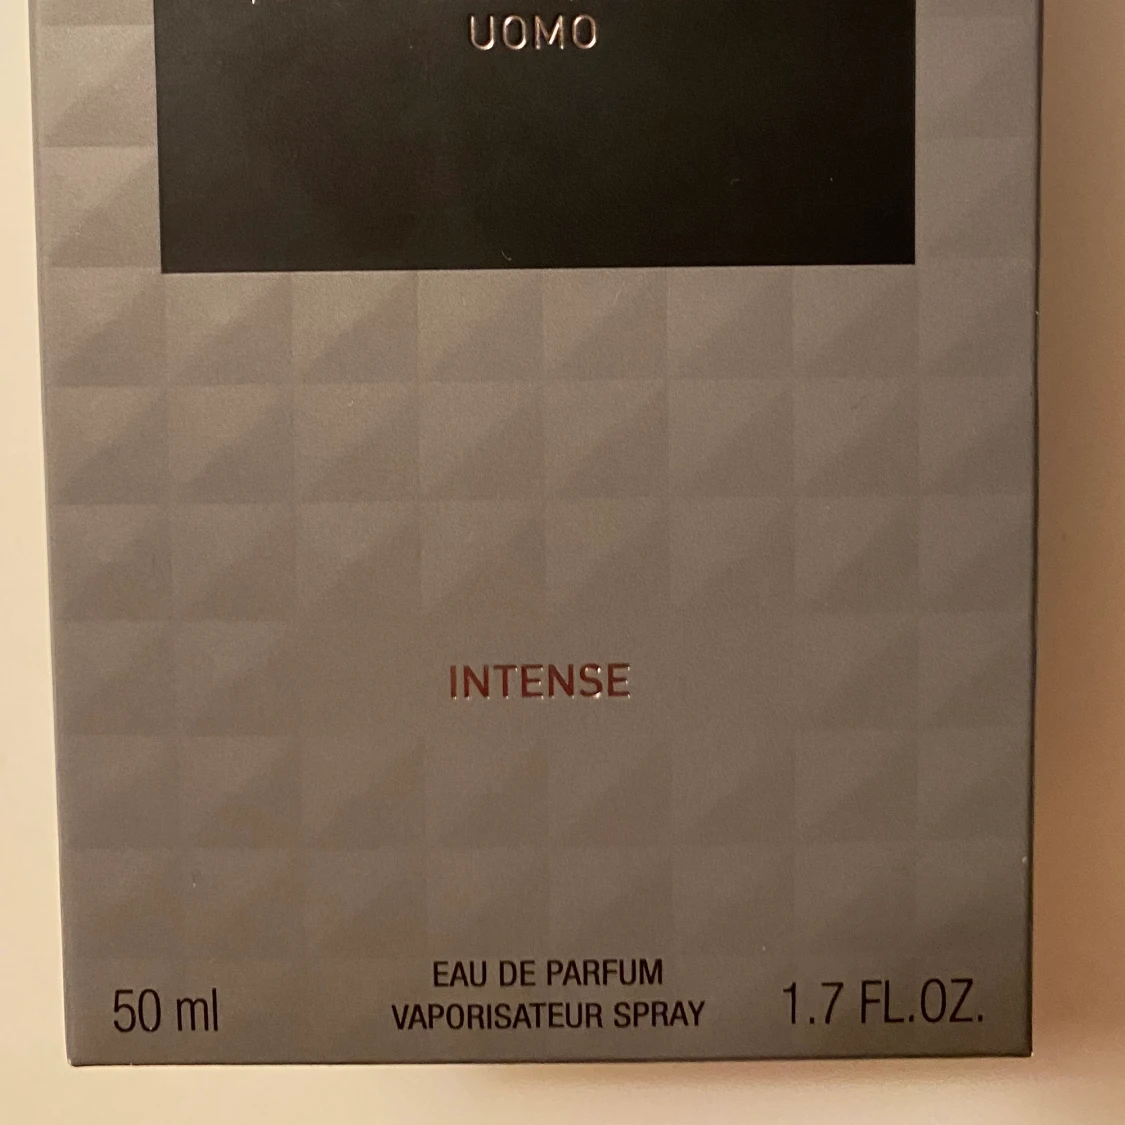 UOMO
INTENSE
EAU DE PARFUM
VAPORISATEUR SPRAY
50 ml
1.7 FL.OZ.